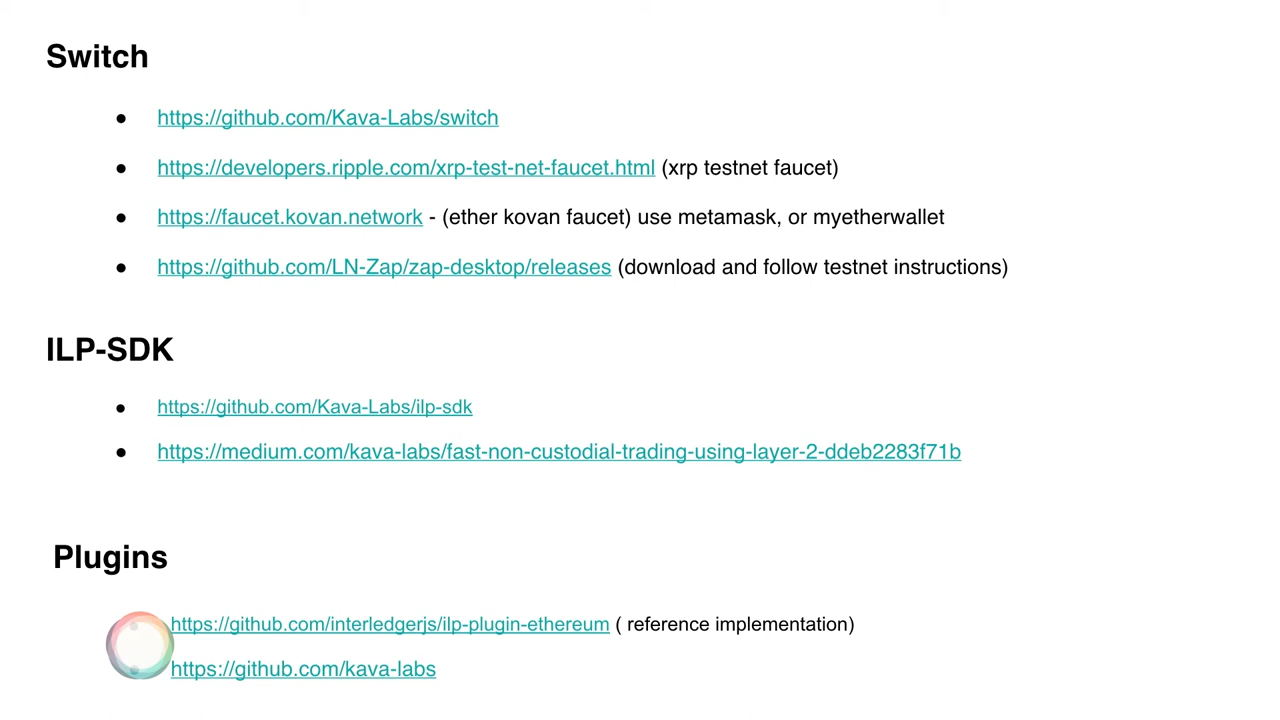 Switch
● https://github.com/Kava-Labs/switch
● https://developers.ripple.com/xrp-test-net-faucet.html (xrp testnet faucet)
● https://faucet.kovan.network - (ether kovan faucet) use metamask, or myetherwallet
● https://github.com/LN-Zap/zap-desktop/releases (download and follow testnet instructions)
ILP-SDK
● https://github.com/Kava-Labs/ilp-sdk
● https://medium.com/kava-labs/fast-non-custodial-trading-using-layer-2-ddeb2283f71b
Plugins
● https://github.com/interledgerjs/ilp-plugin-ethereum ( reference implementation)
● https://github.com/kava-labs